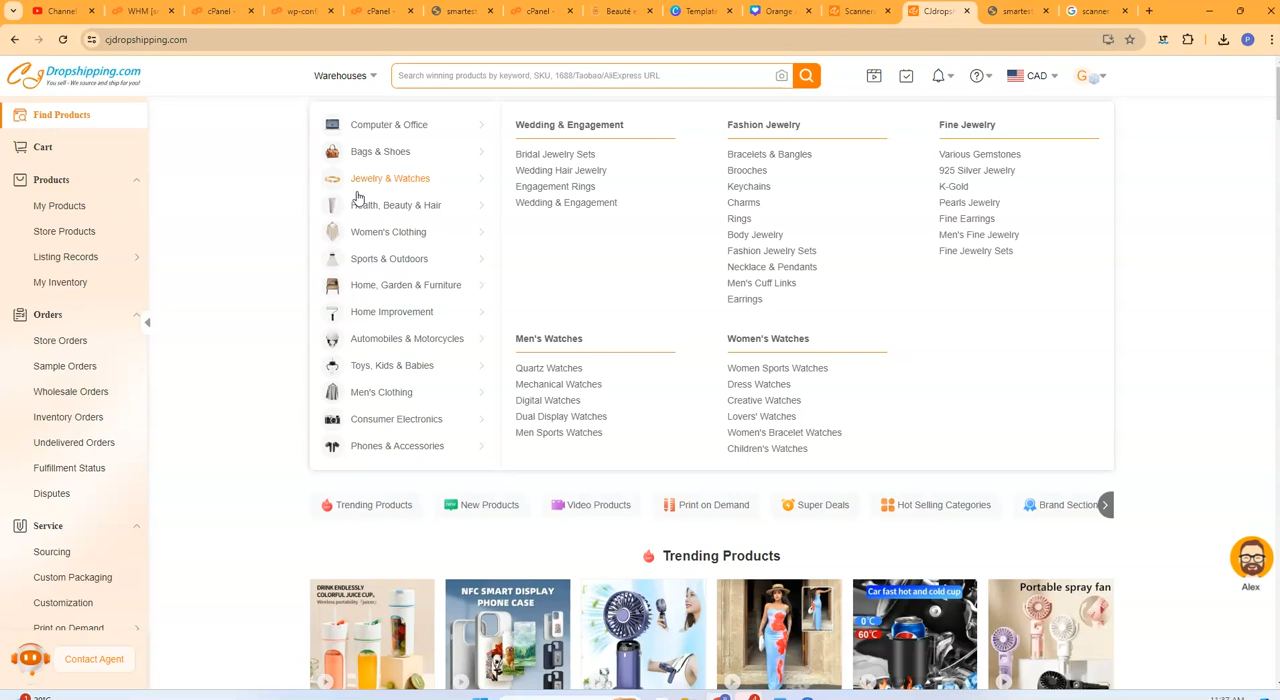 Channel
WHM [s
cPanel -
wp-conf
cPanel -
smartest
cPanel -
Beauté e
Templat
Orange /
Scanner
CJdrops
smartest
scanner
cjdropshipping.com
Dropshipping.com
You sell - We source and ship for you!
Warehouses
Search winning products by keyword, SKU, 1688/Taobao/AliExpress URL
CAD
G
Find Products
Cart
Products
My Products
Store Products
Listing Records
My Inventory
Orders
Store Orders
Sample Orders
Wholesale Orders
Inventory Orders
Undelivered Orders
Fulfillment Status
Disputes
Service
Sourcing
Custom Packaging
Customization
Print on Demand
Contact Agent
Computer & Office
Bags & Shoes
Jewelry & Watches
Health, Beauty & Hair
Women's Clothing
Sports & Outdoors
Home, Garden & Furniture
Home Improvement
Automobiles & Motorcycles
Toys, Kids & Babies
Men's Clothing
Consumer Electronics
Phones & Accessories
Wedding & Engagement
Bridal Jewelry Sets
Wedding Hair Jewelry
Engagement Rings
Wedding & Engagement
Fashion Jewelry
Bracelets & Bangles
Brooches
Keychains
Charms
Rings
Body Jewelry
Fashion Jewelry Sets
Necklace & Pendants
Men's Cuff Links
Earrings
Fine Jewelry
Various Gemstones
925 Silver Jewelry
K-Gold
Pearls Jewelry
Fine Earrings
Men's Fine Jewelry
Fine Jewelry Sets
Men's Watches
Quartz Watches
Mechanical Watches
Digital Watches
Dual Display Watches
Men Sports Watches
Women's Watches
Women Sports Watches
Dress Watches
Creative Watches
Lovers' Watches
Women's Bracelet Watches
Children's Watches
Trending Products
New Products
Video Products
Print on Demand
Super Deals
Hot Selling Categories
Brand Section
Trending Products
DRINK ENDLESSLY
COLORFUL JUICE CUP.
Wireless portability
NFC SMART DISPLAY
PHONE CASE
Car fast hot and cold cup
0℃
60℃
Portable spray fan
Alex